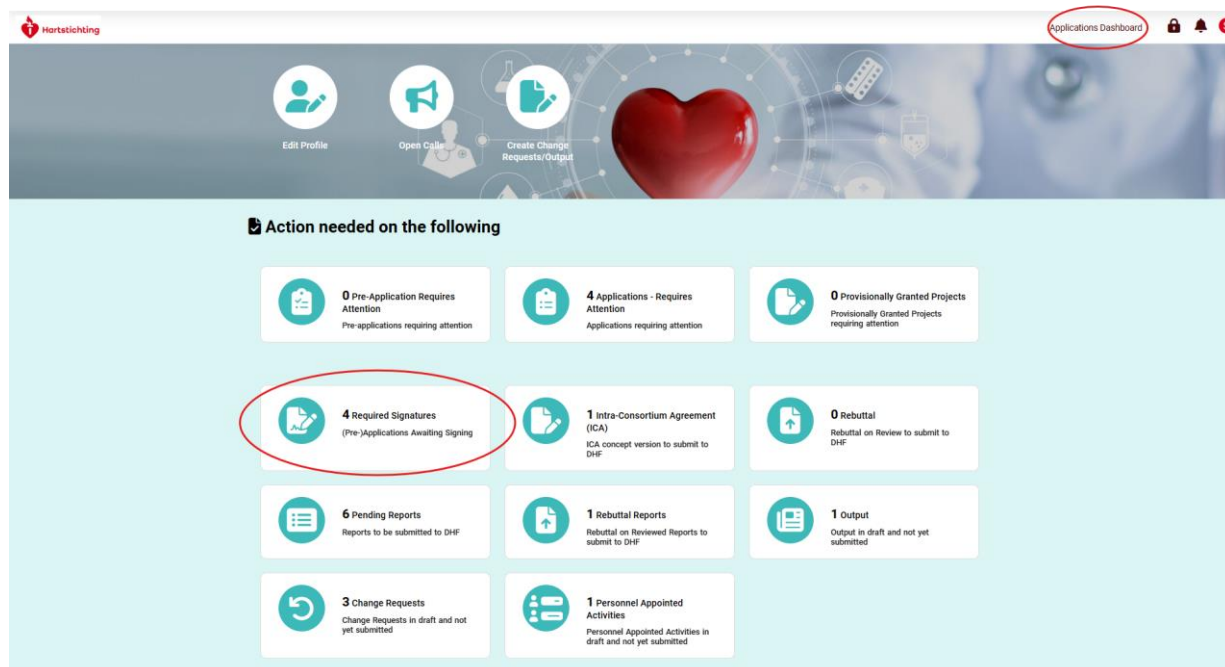 Hartstichting
Applications Dashboard
Edit Profile
Open Calls
Create Change
Requests/Output
Action needed on the following
0 Pre-Application Requires
Attention
Pre-applications requiring attention
4 Applications - Requires
Attention
Applications requiring attention
0 Provisionally Granted Projects
Provisionally Granted Projects
requiring attention
4 Required Signatures
(Pre-)Applications Awaiting Signing
1 Intra-Consortium Agreement
(ICA)
ICA concept version to submit to
DHF
0 Rebuttal
Rebuttal on Review to submit to
DHF
6 Pending Reports
Reports to be submitted to DHF
1 Rebuttal Reports
Rebuttal on Reviewed Reports to
submit to DHF
1 Output
Output in draft and not yet
submitted
3 Change Requests
Change Requests in draft and not
yet submitted
1 Personnel Appointed
Activities
Personnel Appointed Activities in
draft and not yet submitted